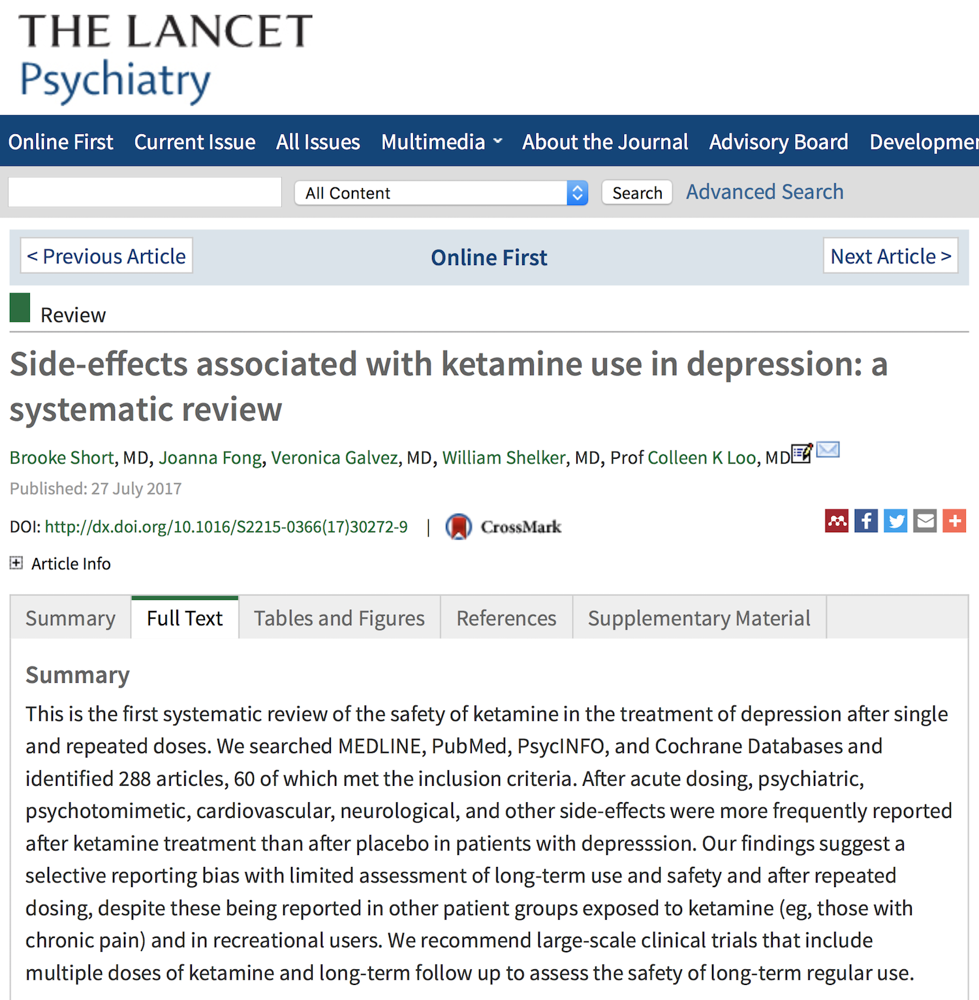 THE LANCET
Psychiatry
Online First Current Issue All Issues Multimedia About the Journal Advisory Board Developmen
All Content Search Advanced Search
< Previous Article Online First Next Article >
Review
Side-effects associated with ketamine use in depression: a
systematic review
Brooke Short, MD, Joanna Fong, Veronica Galvez, MD, William Shelker, MD, Prof Colleen K Loo, MD
Published: 27 July 2017
DOI: http://dx.doi.org/10.1016/S2215-0366(17)30272-9 | CrossMark
Article Info
Summary Full Text Tables and Figures References Supplementary Material
Summary
This is the first systematic review of the safety of ketamine in the treatment of depression after single
and repeated doses. We searched MEDLINE, PubMed, PsycINFO, and Cochrane Databases and
identified 288 articles, 60 of which met the inclusion criteria. After acute dosing, psychiatric,
psychotomimetic, cardiovascular, neurological, and other side-effects were more frequently reported
after ketamine treatment than after placebo in patients with depresssion. Our findings suggest a
selective reporting bias with limited assessment of long-term use and safety and after repeated
dosing, despite these being reported in other patient groups exposed to ketamine (eg, those with
chronic pain) and in recreational users. We recommend large-scale clinical trials that include
multiple doses of ketamine and long-term follow up to assess the safety of long-term regular use.